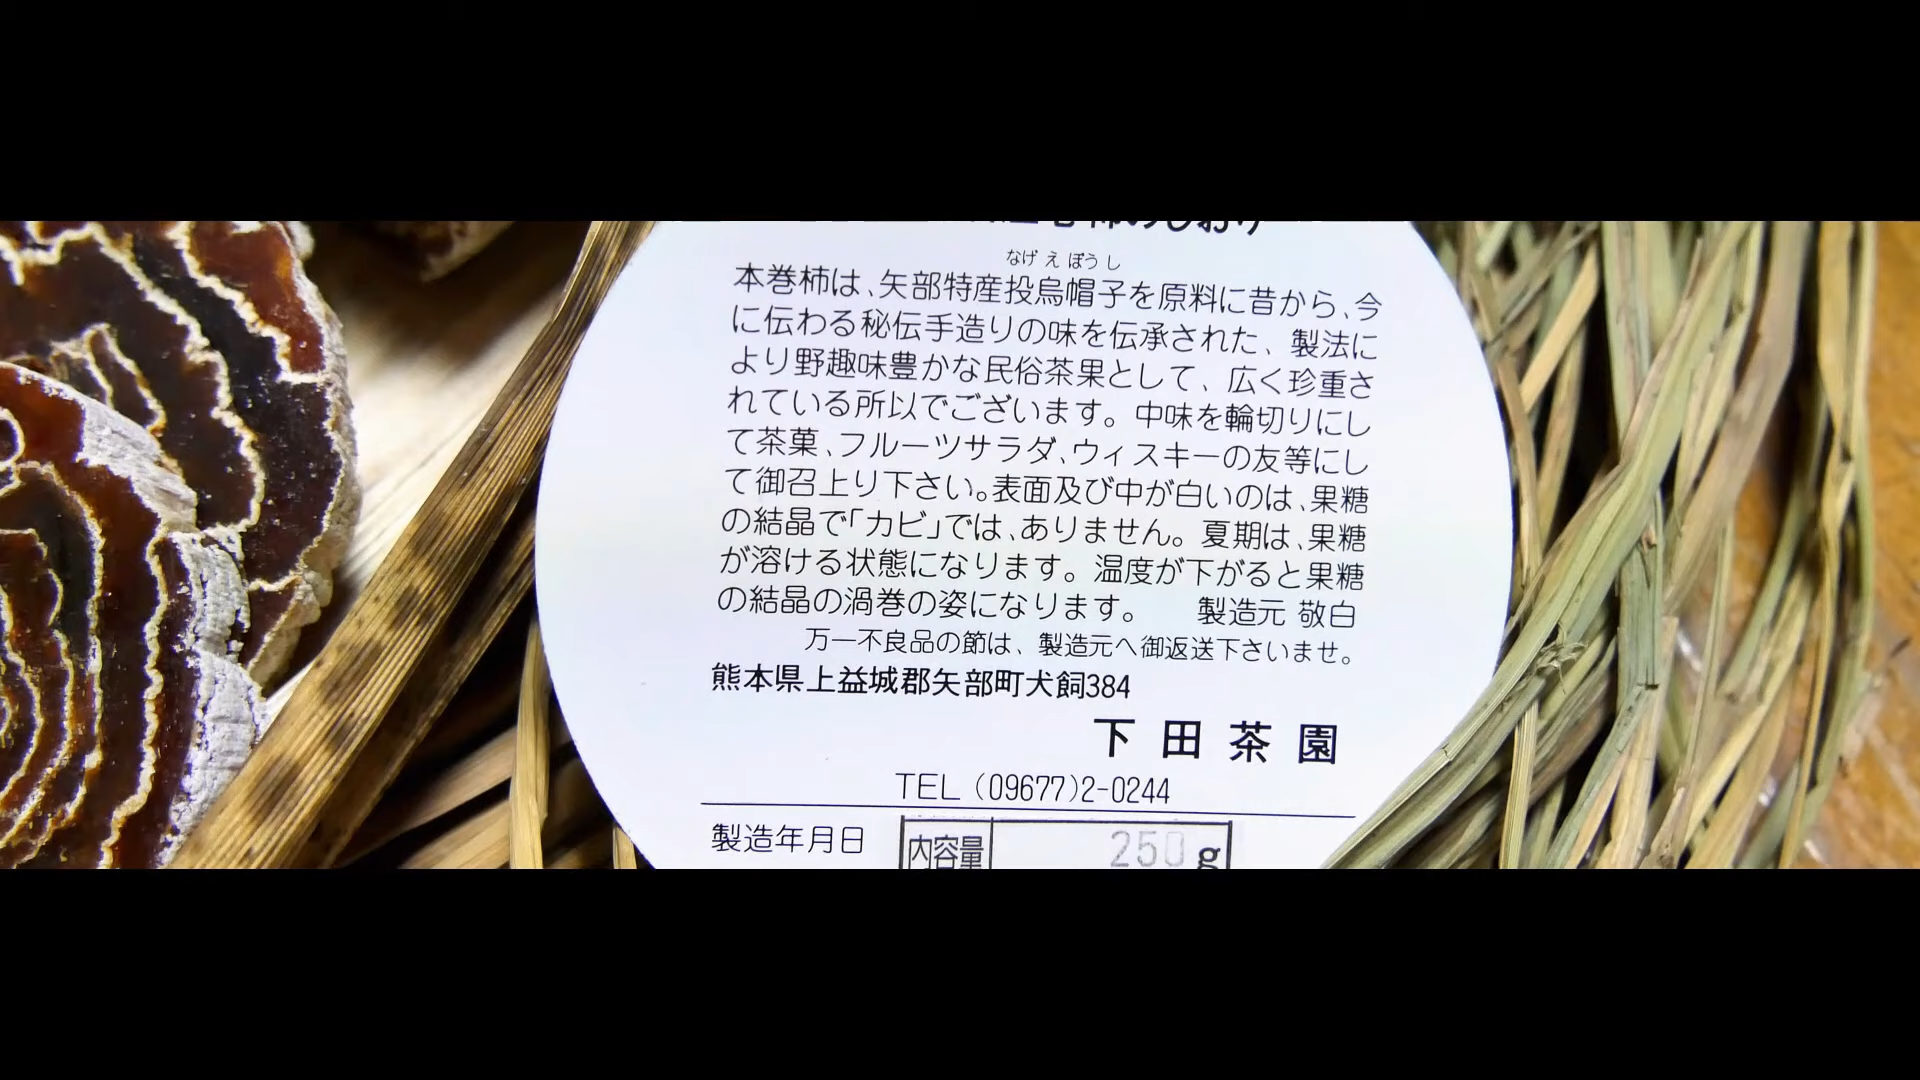 巻柿のしおり
なげえぼうし
本巻柿は、矢部特産投烏帽子を原料に昔から、今
に伝わる秘伝手造りの味を伝承された、製法に
より野趣味豊かな民俗茶果として、広く珍重さ
れている所以でございます。中味を輪切りにし
て茶菓、フルーツサラダ、ウィスキーの友等にし
て御召上り下さい。表面及び中が白いのは、果糖
の結晶で「カビ」では、ありません。夏期は、果糖
が溶ける状態になります。温度が下がると果糖
の結晶の渦巻の姿になります。 製造元 敬白
万一不良品の節は、製造元へ御返送下さいませ。
熊本県上益城郡矢部町犬飼384
下田茶園
TEL (09677)2-0244
製造年月日
内容量 250 g